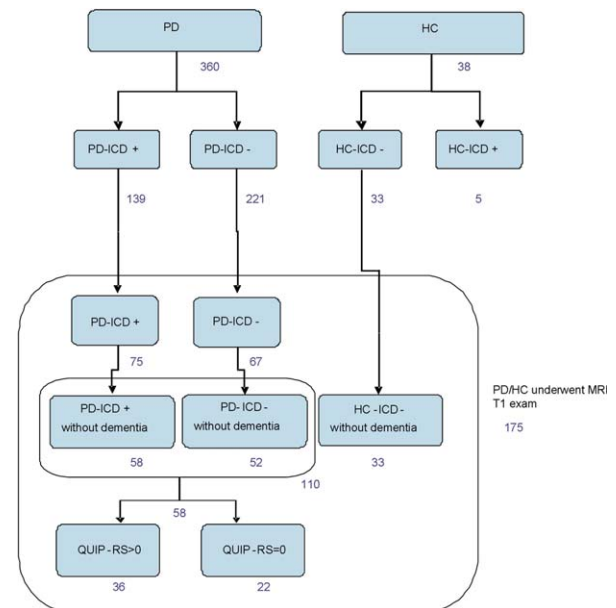 PD
HC
360
38
PD-ICD +
PD-ICD -
HC-ICD -
HC-ICD +
139
221
33
5
PD-ICD +
PD-ICD -
75
67
PD/HC underwent MRI
T1 exam
175
PD-ICD +
without dementia
PD- ICD -
without dementia
HC -ICD -
without dementia
58
52
33
110
58
QUIP -RS>0
QUIP -RS=0
36
22